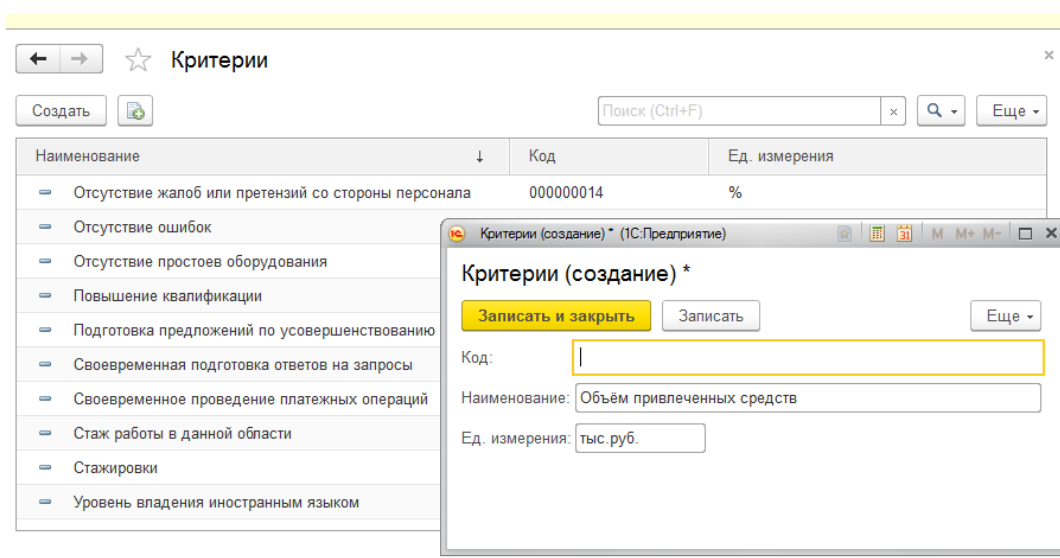 Критерии
Создать
Поиск (Ctrl+F)
Еще
Наименование Код Ед. измерения
Отсутствие жалоб или претензий со стороны персонала 000000014 %
Отсутствие ошибок
Отсутствие простоев оборудования
Повышение квалификации
Подготовка предложений по усовершенствованию
Своевременная подготовка ответов на запросы
Своевременное проведение платежных операций
Стаж работы в данной области
Стажировки
Уровень владения иностранным языком
1С Критерии (создание) * (1С:Предприятие) 31 M M+ M-
Критерии (создание) *
Записать и закрыть Записать Еще
Код:
Наименование: Объём привлеченных средств
Ед. измерения: тыс.руб.